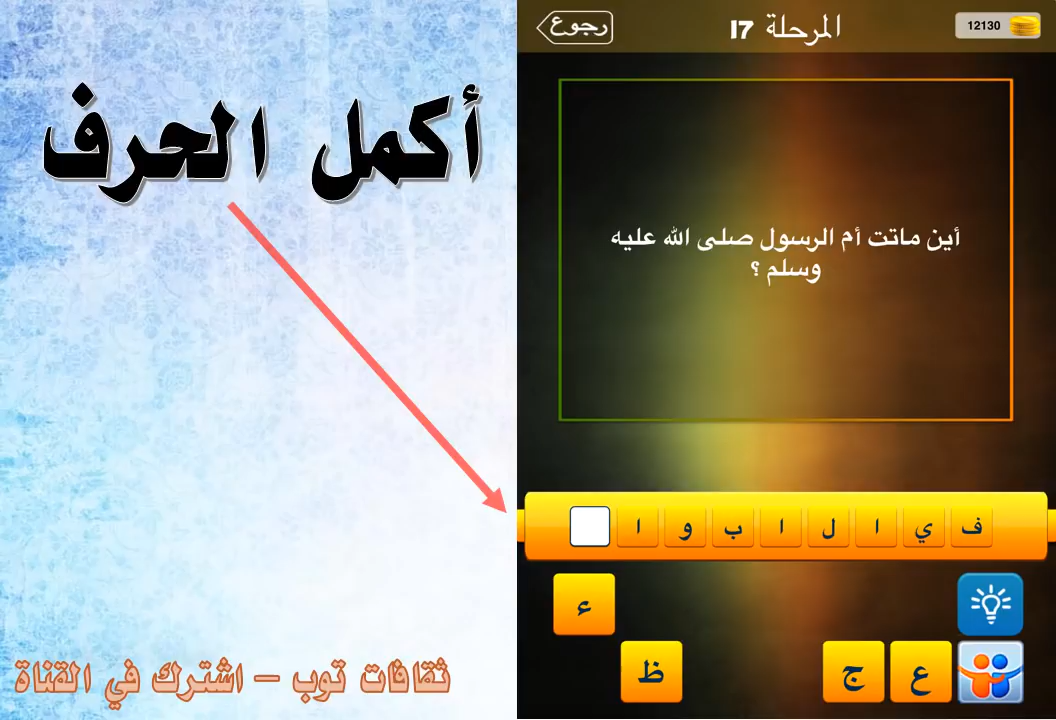 أكمل الحرف
ثقافات توب – اشترك في القناة
رجوع
المرحلة 17
12130
أين ماتت أم الرسول صلى الله عليه
وسلم ؟
ف ي ا ل ا ب و ا
ء
ظ ج ع